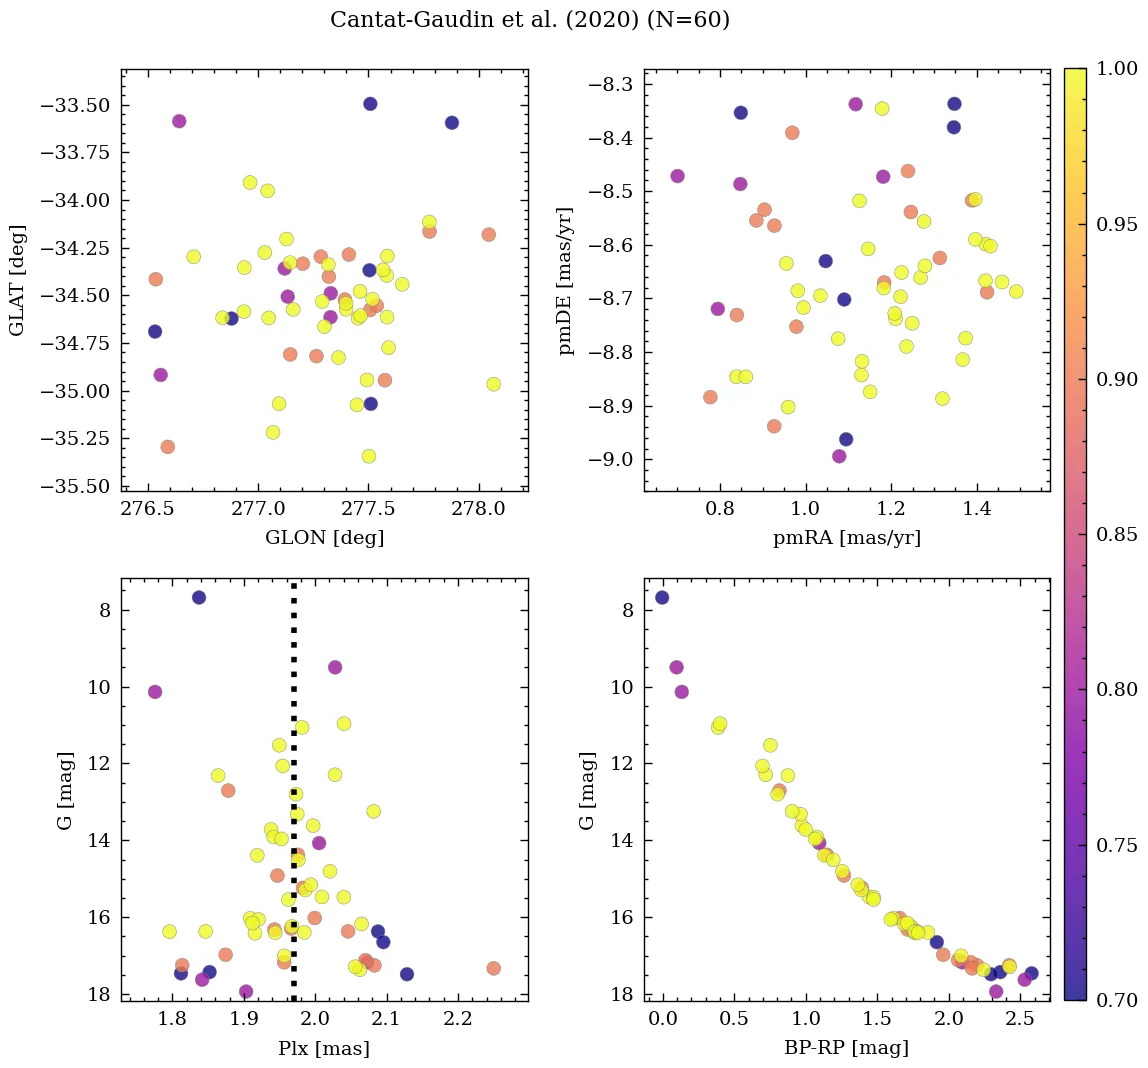 Cantat-Gaudin et al. (2020) (N=60)
−33.50
−33.75
−34.00
−34.25
−34.50
−34.75
−35.00
−35.25
−35.50
GLAT [deg]
276.5 277.0 277.5 278.0
GLON [deg]
−8.3
−8.4
−8.5
−8.6
−8.7
−8.8
−8.9
−9.0
pmDE [mas/yr]
0.8 1.0 1.2 1.4
pmRA [mas/yr]
8
10
12
14
16
18
G [mag]
1.8 1.9 2.0 2.1 2.2
Plx [mas]
8
10
12
14
16
18
G [mag]
0.0 0.5 1.0 1.5 2.0 2.5
BP-RP [mag]
1.00
0.95
0.90
0.85
0.80
0.75
0.70